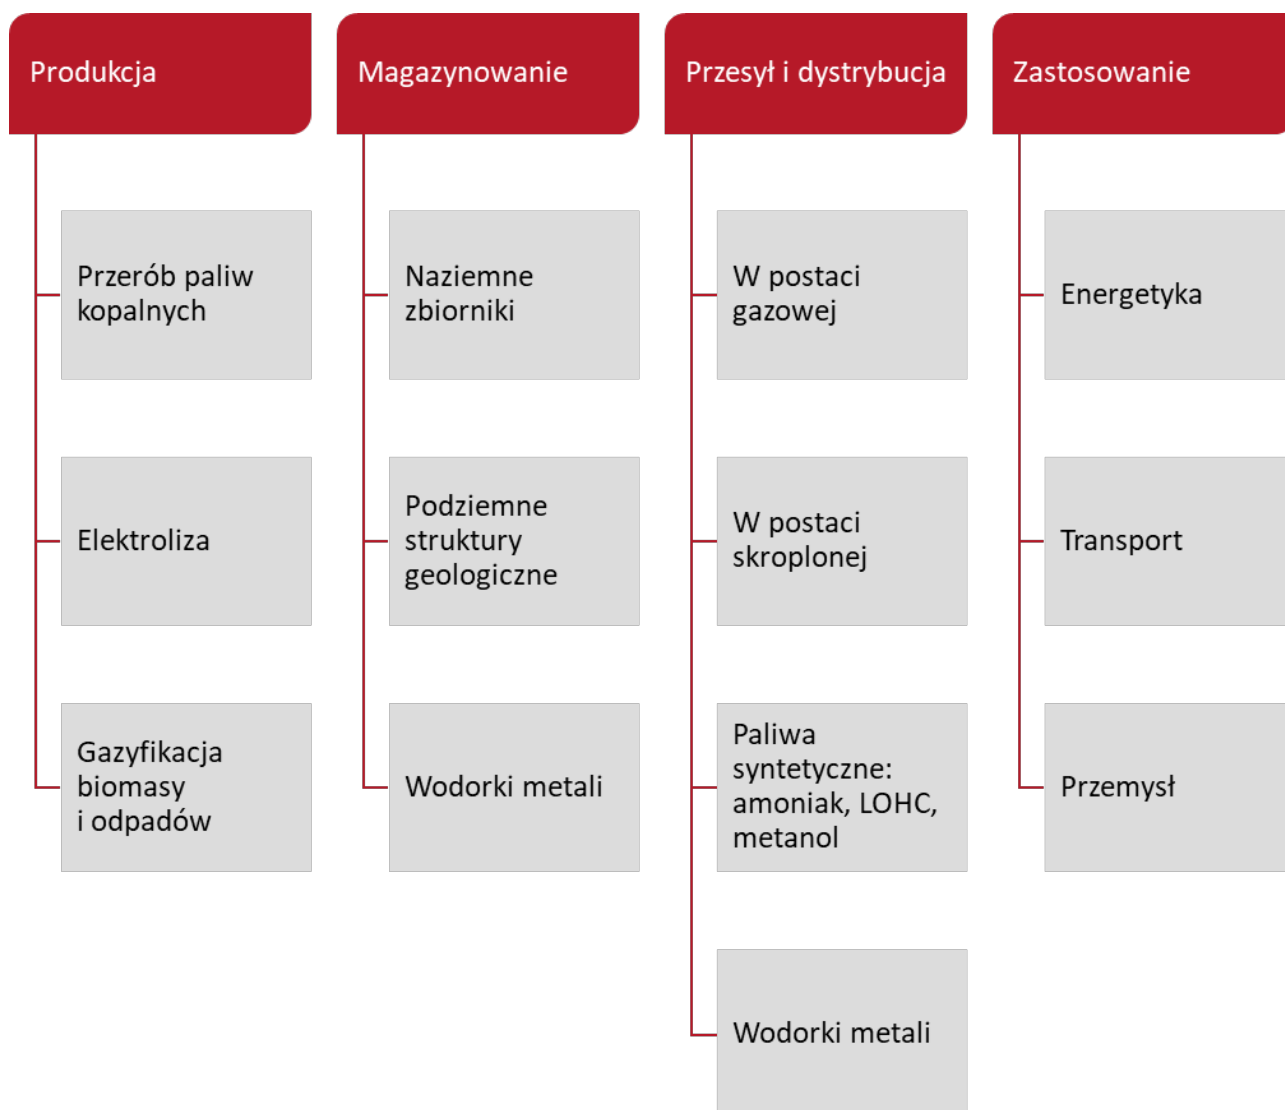 Produkcja
Przerób paliw
kopalnych
Elektroliza
Gazyfikacja
biomasy
i odpadów
Magazynowanie
Naziemne
zbiorniki
Podziemne
struktury
geologiczne
Wodorki metali
Przesył i dystrybucja
W postaci
gazowej
W postaci
skroplonej
Paliwa
syntetyczne:
amoniak, LOHC,
metanol
Wodorki metali
Zastosowanie
Energetyka
Transport
Przemysł